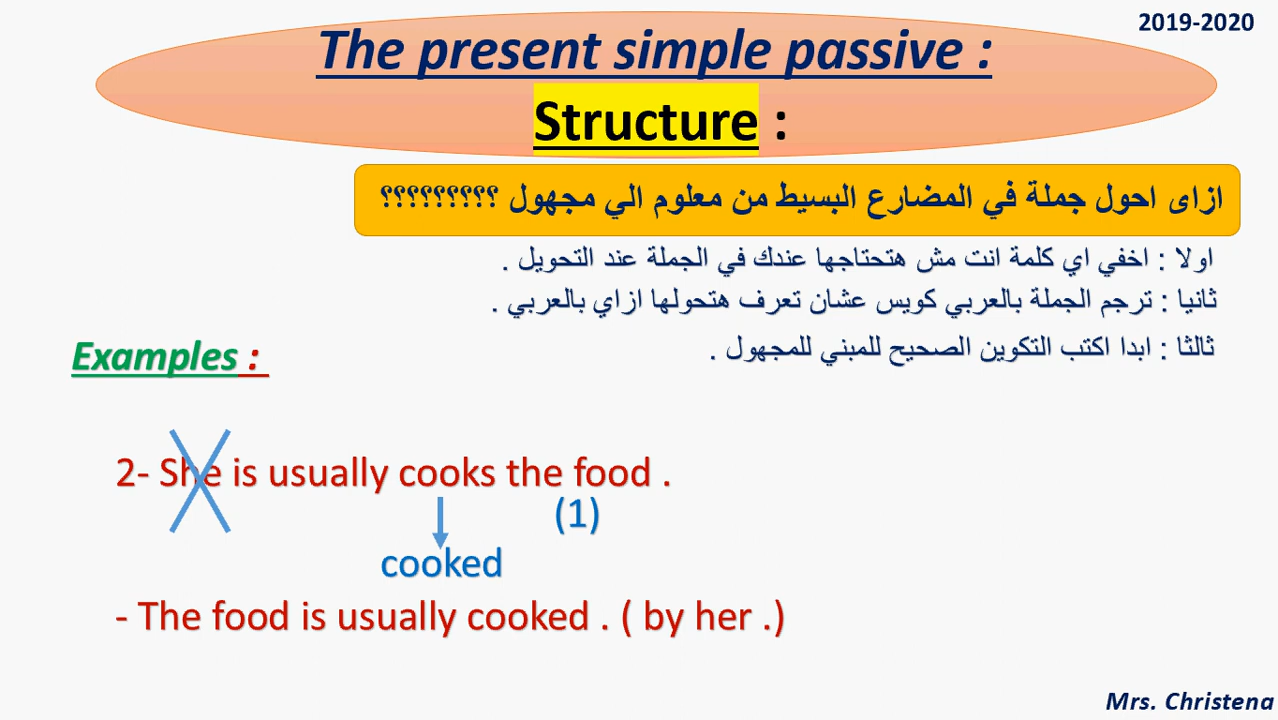 2019-2020
The present simple passive :
Structure :
ازاى احول جملة في المضارع البسيط من معلوم الي مجهول ؟؟؟؟؟؟؟؟؟
اولا : اخفي اي كلمة انت مش هتحتاجها عندك في الجملة عند التحويل .
ثانيا : ترجم الجملة بالعربي كويس عشان تعرف هتحولها ازاي بالعربي .
ثالثا : ابدا اكتب التكوين الصحيح للمبني للمجهول .
Examples :
2- She is usually cooks the food .
(1)
cooked
- The food is usually cooked . ( by her .)
Mrs. Christena